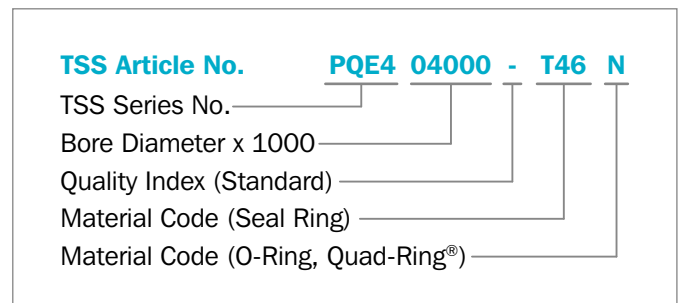 TSS Article No. PQE4 04000 - T46 N
TSS Series No.
Bore Diameter x 1000
Quality Index (Standard)
Material Code (Seal Ring)
Material Code (O-Ring, Quad-Ring®)